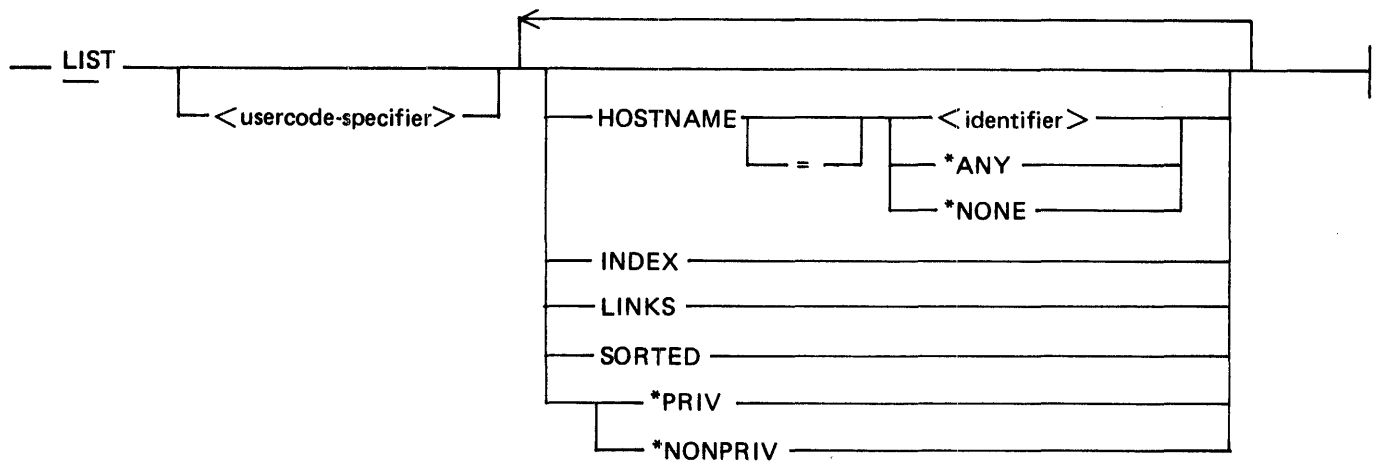 LIST
<usercode-specifier>
HOSTNAME
=
<identifier>
*ANY
*NONE
INDEX
LINKS
SORTED
*PRIV
*NONPRIV